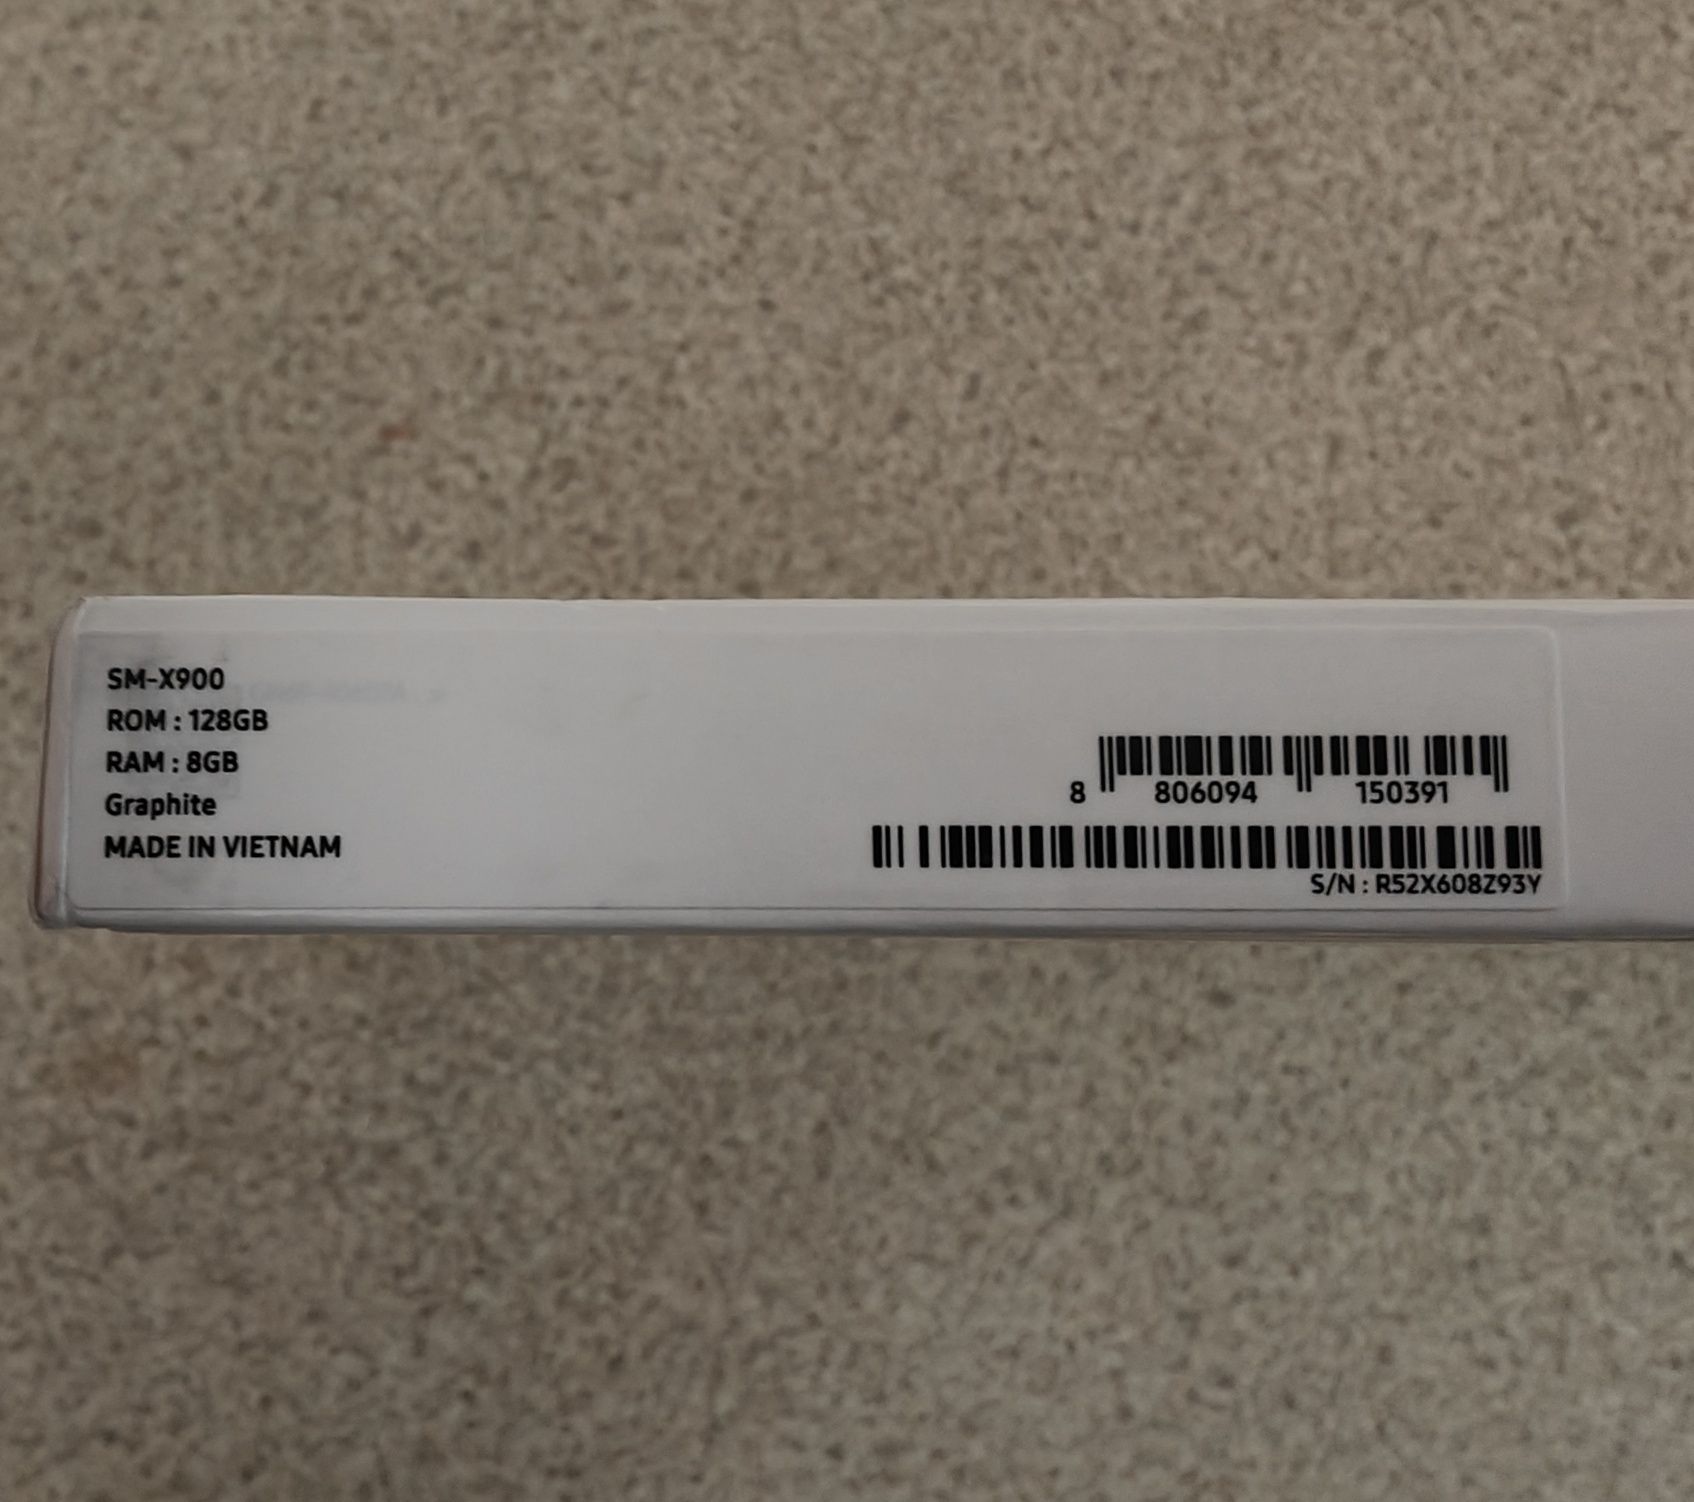 SM-X900
ROM : 128GB
RAM : 8GB
Graphite
MADE IN VIETNAM
8 806094 150391
S/N : R52X608Z93Y